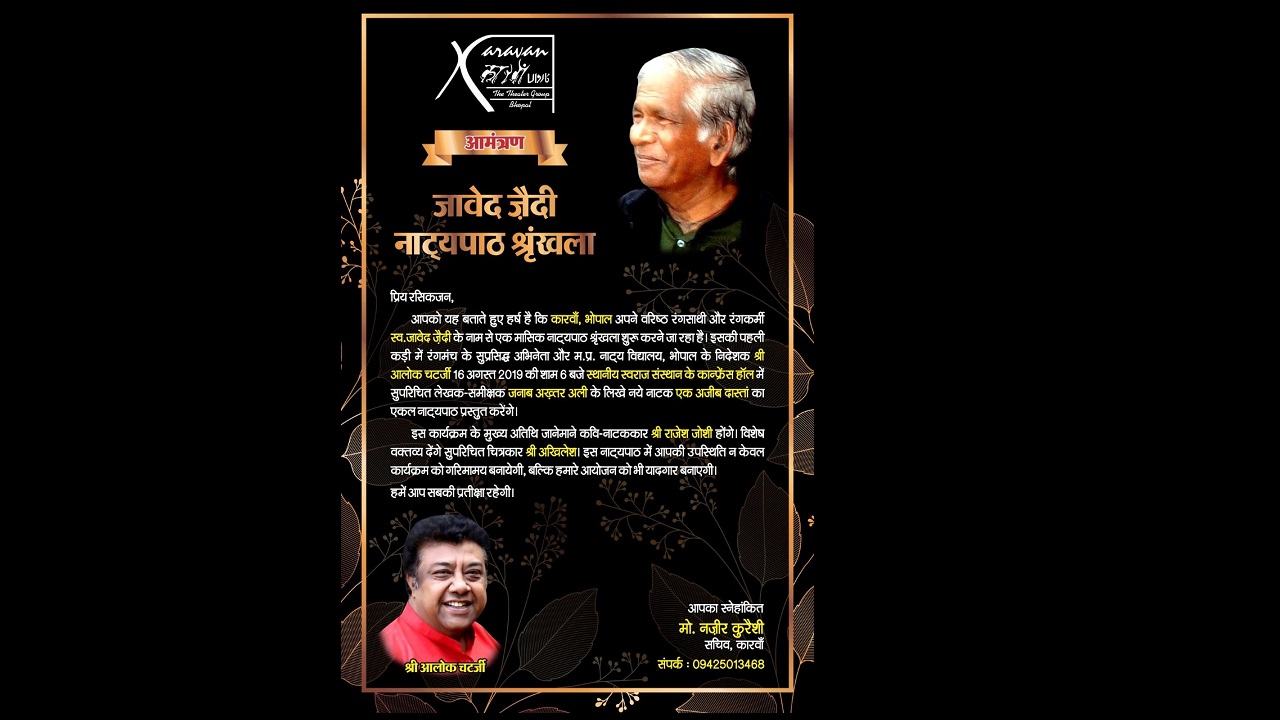 aravan
कारवाँ
The Theater Group
Bhopal
आमंत्रण
जावेद ज़ैदी
नाट्यपाठ श्रृंखला
प्रिय रसिकजन,
आपको यह बताते हुए हर्ष है कि कारवाँ, भोपाल अपने वरिष्ठ रंगसाथी और रंगकर्मी
स्व.जावेद ज़ैदी के नाम से एक मासिक नाट्यपाठ श्रृंखला शुरू करने जा रहा है। इसकी पहली
कड़ी में रंगमंच के सुप्रसिद्ध अभिनेता और म.प्र. नाट्य विद्यालय, भोपाल के निदेशक श्री
आलोक चटर्जी 16 अगस्त 2019 की शाम 6 बजे स्थानीय स्वराज संस्थान के कान्फ्रेंस हॉल में
सुपरिचित लेखक-समीक्षक जनाब अख़्तर अली के लिखे नये नाटक एक अजीब दास्तां का
एकल नाट्यपाठ प्रस्तुत करेंगे।
इस कार्यक्रम के मुख्य अतिथि जानेमाने कवि-नाटककार श्री राजेश जोशी होंगे। विशेष
वक्तव्य देंगे सुपरिचित चित्रकार श्री अखिलेश। इस नाट्यपाठ में आपकी उपस्थिति न केवल
कार्यक्रम को गरिमामय बनायेगी, बल्कि हमारे आयोजन को भी यादगार बनाएगी।
हमें आप सबकी प्रतीक्षा रहेगी।
श्री आलोक चटर्जी
आपका स्नेहांकित
मो. नज़ीर कुरैशी
सचिव, कारवाँ
संपर्क : 09425013468